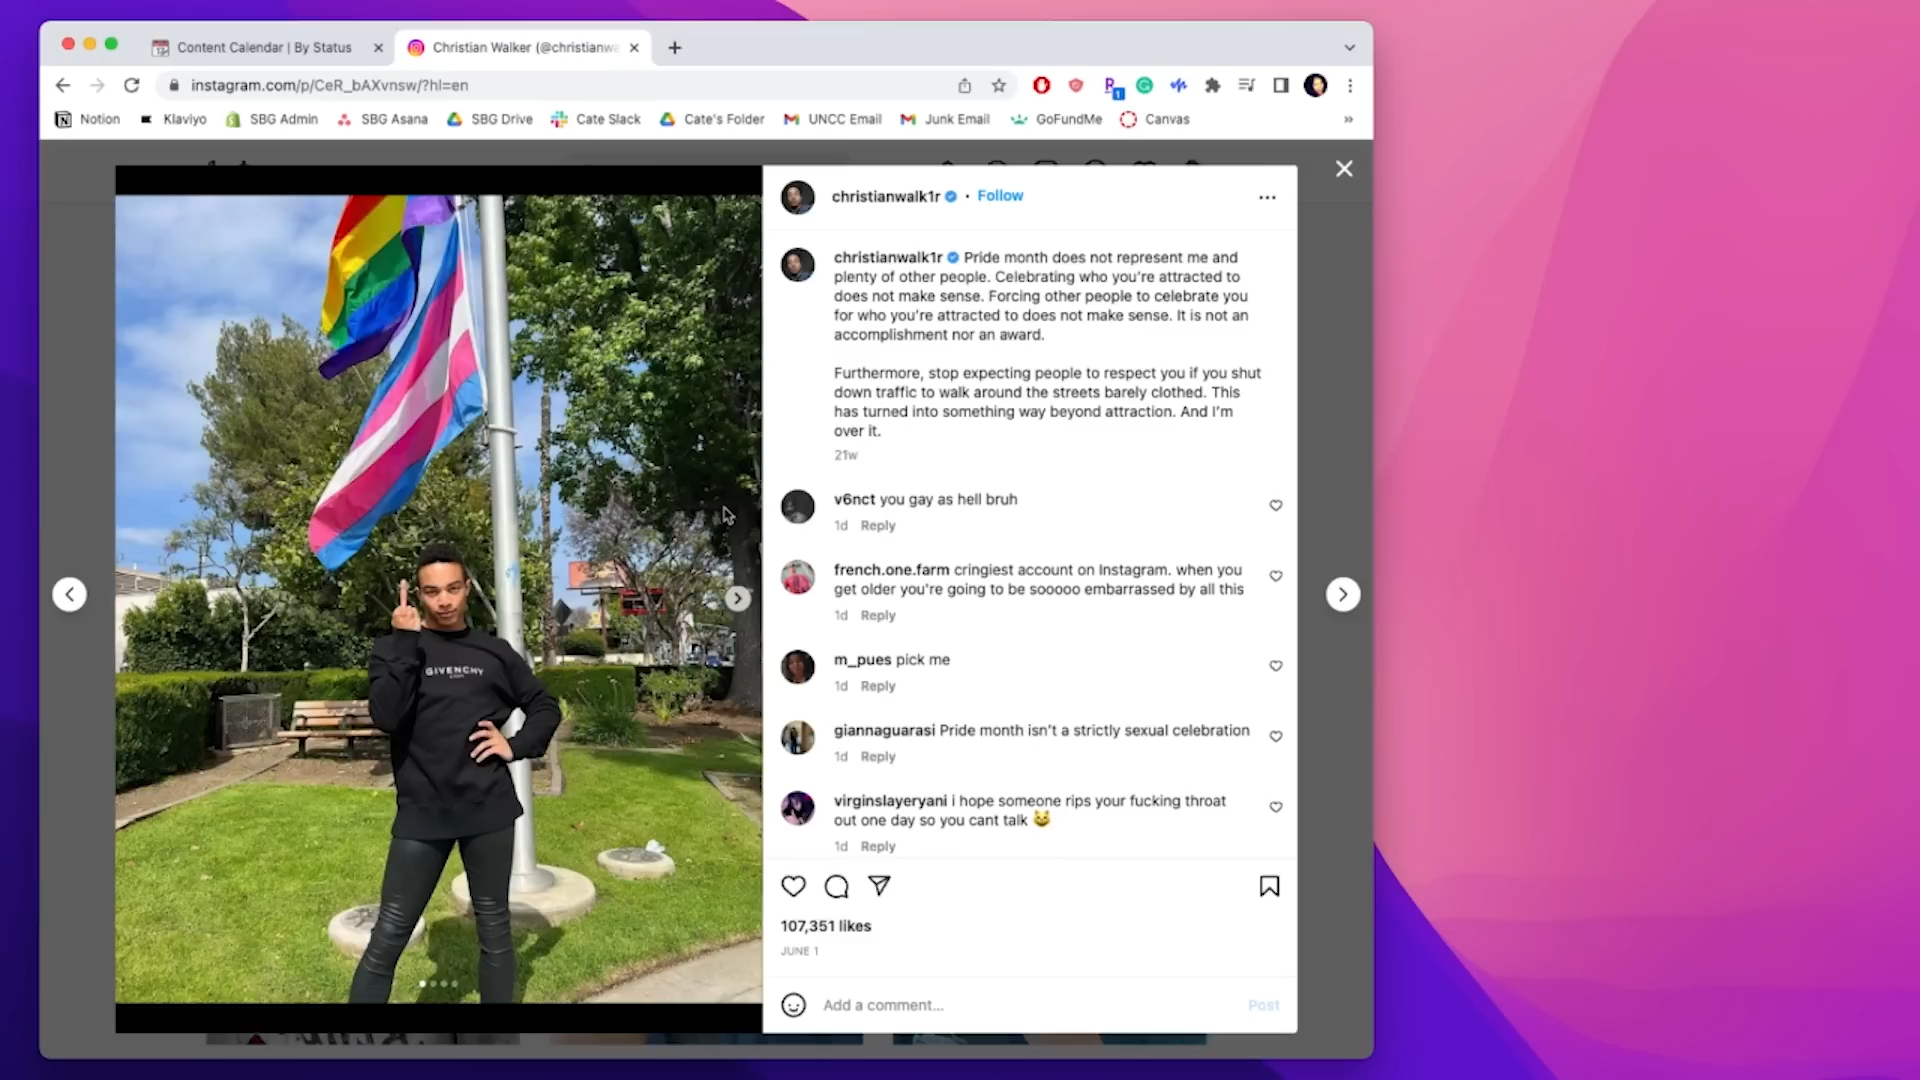 Content Calendar | By Status
Christian Walker (@christianwa
instagram.com/p/CeR_bAXvnsw/?hl=en
Notion Klaviyo SBG Admin SBG Asana SBG Drive Cate Slack Cate's Folder UNCC Email Junk Email GoFundMe Canvas »
christianwalk1r • Follow
christianwalk1r Pride month does not represent me and
plenty of other people. Celebrating who you're attracted to
does not make sense. Forcing other people to celebrate you
for who you're attracted to does not make sense. It is not an
accomplishment nor an award.
Furthermore, stop expecting people to respect you if you shut
down traffic to walk around the streets barely clothed. This
has turned into something way beyond attraction. And I'm
over it.
21w
v6nct you gay as hell bruh
1d Reply
french.one.farm cringiest account on Instagram. when you
get older you're going to be sooooo embarrassed by all this
1d Reply
m_pues pick me
1d Reply
giannaguarasi Pride month isn't a strictly sexual celebration
1d Reply
virginslayeryani i hope someone rips your fucking throat
out one day so you cant talk 😺
1d Reply
107,351 likes
JUNE 1
Add a comment... Post
GIVENCHY